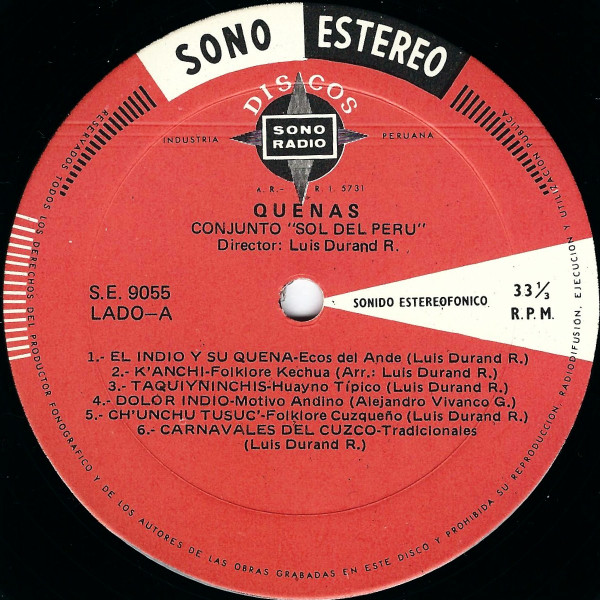 SONO ESTEREO
DISCOS
SONO
RADIO
INDUSTRIA PERUANA
A. R.- R. I. 5731
QUENAS
CONJUNTO "SOL DEL PERU"
Director: Luis Durand R.
S.E. 9055
LADO-A
SONIDO ESTEREOFONICO
33 1/3
R.P.M.
1.- EL INDIO Y SU QUENA-Ecos del Ande (Luis Durand R.)
2.- K'ANCHI-Folklore Kechua (Arr.: Luis Durand R.)
3.- TAQUIYNINCHIS-Huayno Típico (Luis Durand R.)
4.- DOLOR INDIO-Motivo Andino (Alejandro Vivanco G.)
5.- CH'UNCHU TUSUC'-Folklore Cuzqueño (Luis Durand R.)
6.- CARNAVALES DEL CUZCO-Tradicionales
(Luis Durand R.)
RESERVADOS TODOS LOS DERECHOS DEL PRODUCTOR FONOGRAFICO Y DE LOS AUTORES DE LAS OBRAS GRABADAS EN ESTE DISCO Y PROHIBIDA SU REPRODUCCION, RADIODIFUSION, EJECUCION Y UTILIZACION PUBLICA